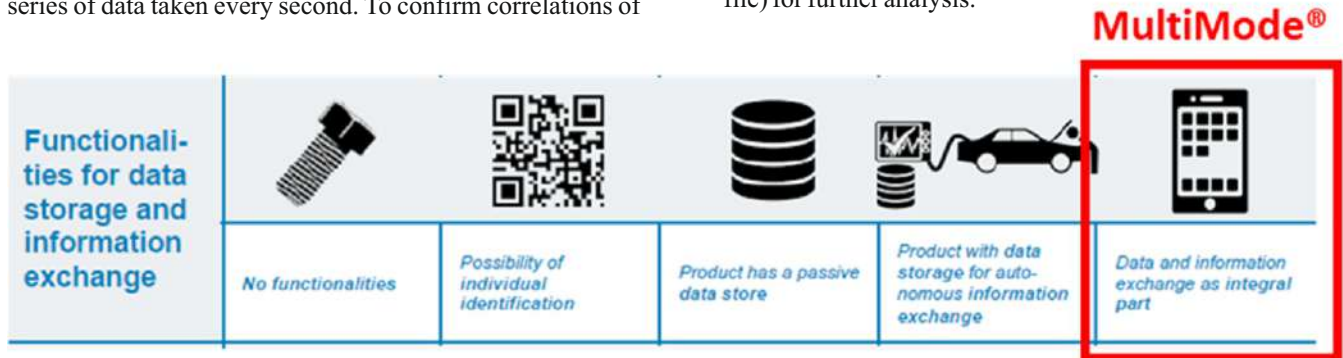 series of data taken every second. To confirm correlations of
file) for further analysis.
MultiMode®
Functionali-
ties for data
storage and
information
exchange
No functionalities
Possibility of
individual
identification
Product has a passive
data store
Product with data
storage for auto-
nomous information
exchange
Data and information
exchange as integral
part